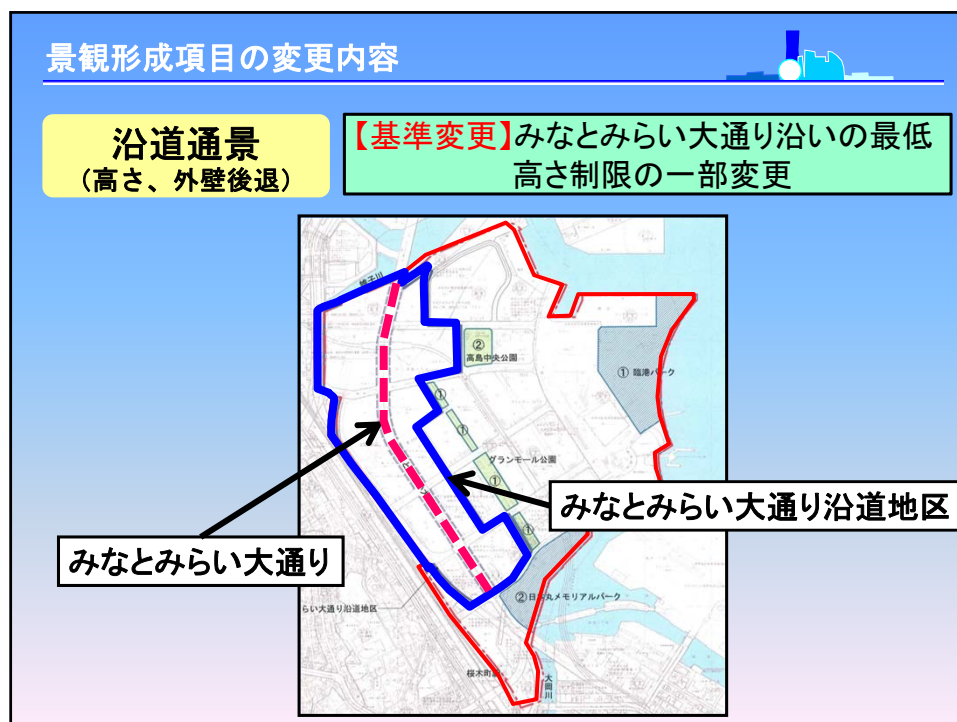 景観形成項目の変更内容
沿道通景
(高さ、外壁後退)
【基準変更】みなとみらい大通り沿いの最低
高さ制限の一部変更
②
高島中央公園
① 臨港パーク
①
①
グランモール公園
①
①
みなとみらい大通り沿道地区
みなとみらい大通り
②日本丸メモリアルパーク
らい大通り沿道地区
桜木町駅
大岡川